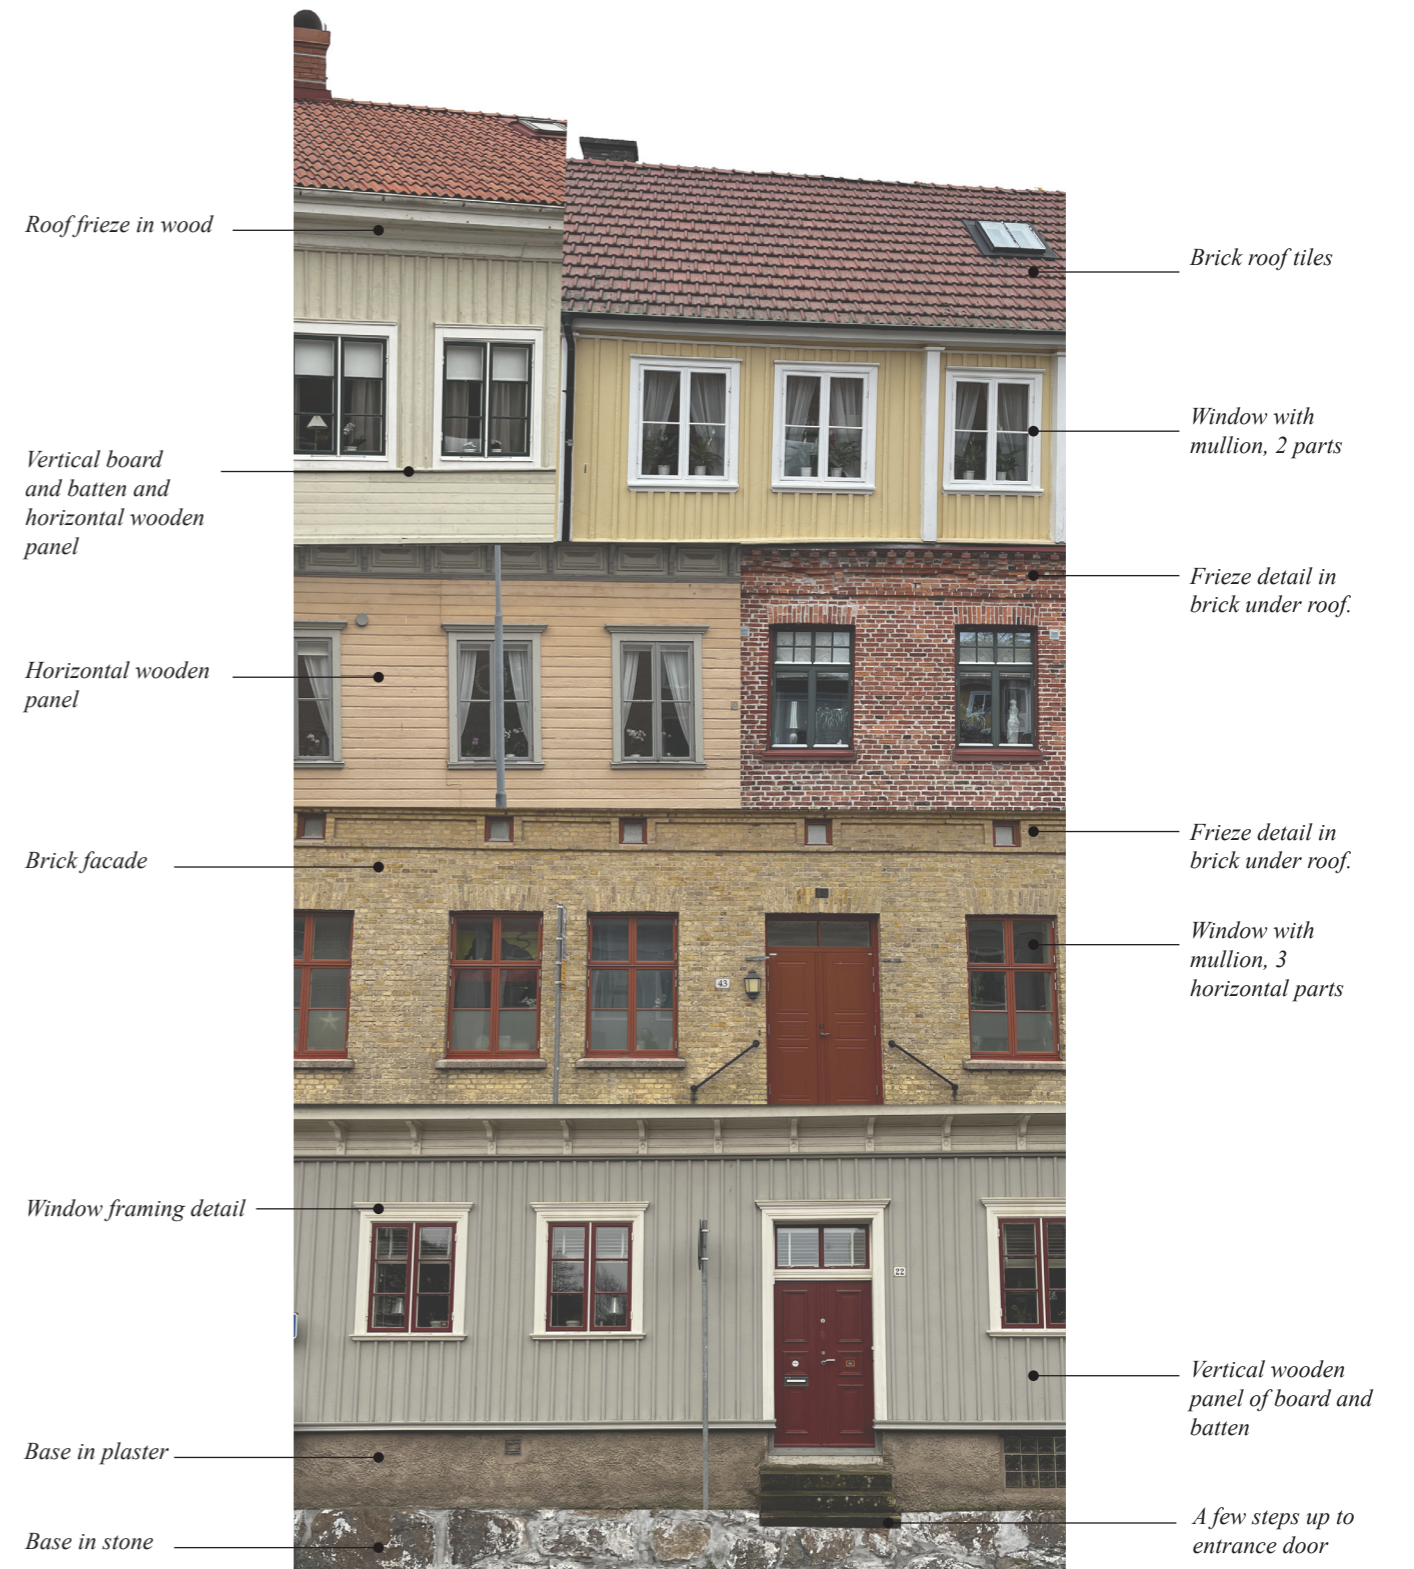 Roof frieze in wood
Brick roof tiles
Window with
mullion, 2 parts
Vertical board
and batten and
horizontal wooden
panel
Frieze detail in
brick under roof.
Horizontal wooden
panel
Frieze detail in
brick under roof.
Brick facade
Window with
mullion, 3
horizontal parts
43
Window framing detail
22
Vertical wooden
panel of board and
batten
Base in plaster
A few steps up to
entrance door
Base in stone